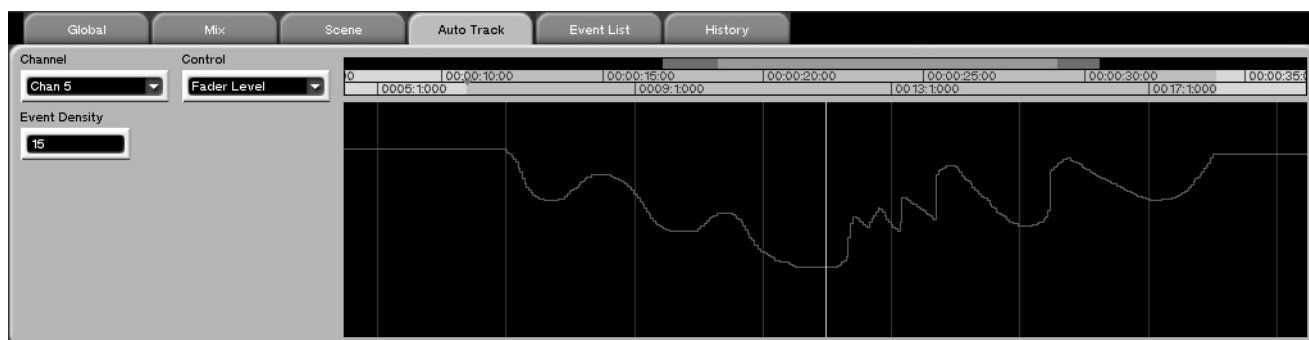 Global Mix Scene Auto Track Event List History
Channel Control
Chan 5 Fader Level
Event Density
15
00:00:10:00 00:00:15:00 00:00:20:00 00:00:25:00 00:00:30:00
0005:1:000 0009:1:000 0013:1:000 0017:1:000